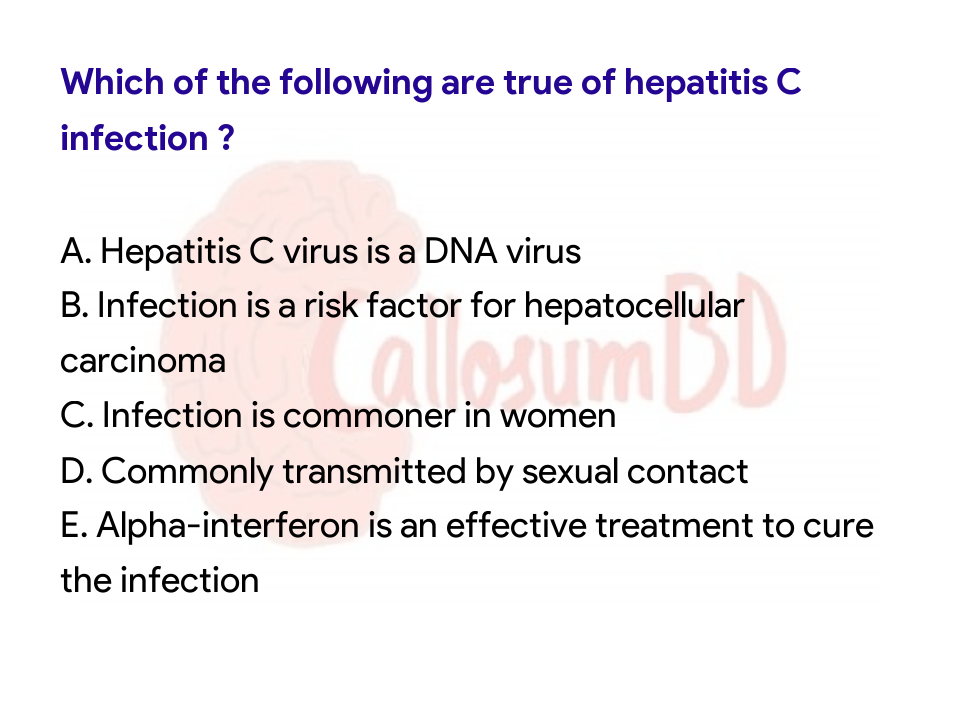 Which of the following are true of hepatitis C
infection ?
A. Hepatitis C virus is a DNA virus
B. Infection is a risk factor for hepatocellular
carcinoma
CallosumBD
C. Infection is commoner in women
D. Commonly transmitted by sexual contact
E. Alpha-interferon is an effective treatment to cure
the infection